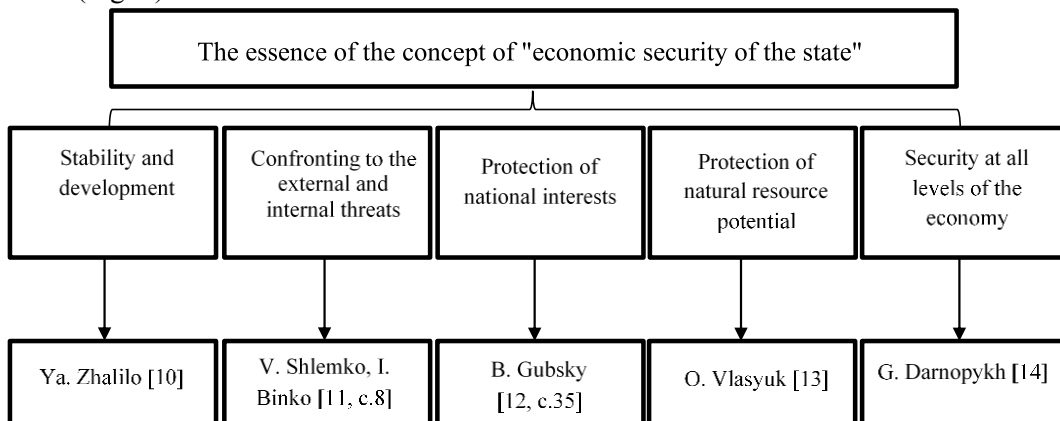 The essence of the concept of "economic security of the state"
Stability and
development
Confronting to the
external and
internal threats
Protection of
national interests
Protection of
natural resource
potential
Security at all
levels of the
economy
Ya. Zhalilo [10]
V. Shlemko, I.
Binko [11, c.8]
B. Gubsky
[12, c.35]
O. Vlasyuk [13]
G. Darnopykh [14]